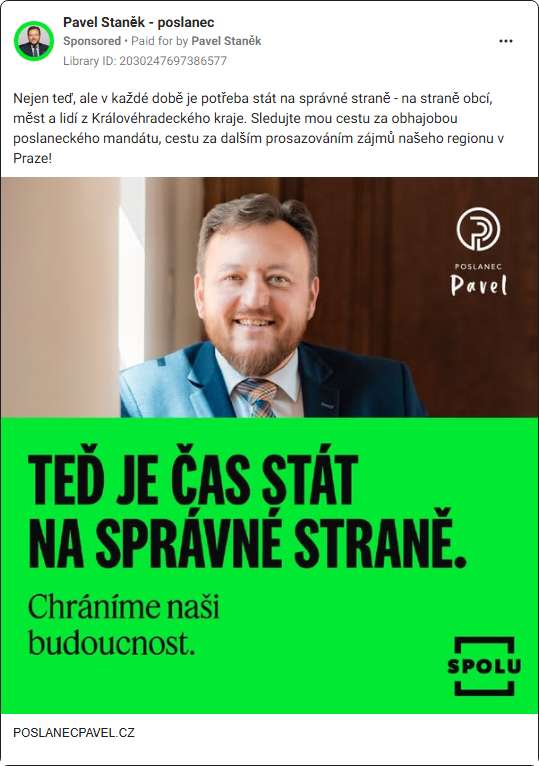 Pavel Staněk - poslanec
Sponsored • Paid for by Pavel Staněk
Library ID: 2030247697386577
Nejen teď, ale v každé době je potřeba stát na správné straně - na straně obcí,
měst a lidí z Královéhradeckého kraje. Sledujte mou cestu za obhajobou
poslaneckého mandátu, cestu za dalším prosazováním zájmů našeho regionu v
Praze!
POSLANEC
Pavel
TEĎ JE ČAS STÁT
NA SPRÁVNÉ STRANĚ.
Chráníme naši
budoucnost.
SPOLU
POSLANECPAVEL.CZ